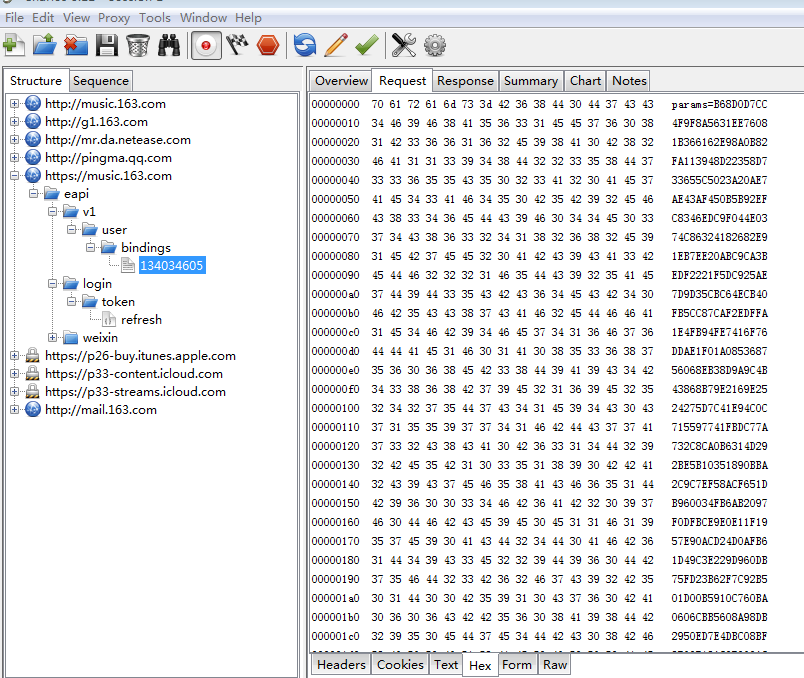 File Edit View Proxy Tools Window Help
Structure Sequence
http://music.163.com
http://g1.163.com
http://mr.da.netease.com
http://pingma.qq.com
https://music.163.com
eapi
v1
user
bindings
134034605
login
token
refresh
weixin
https://p26-buy.itunes.apple.com
https://p33-content.icloud.com
https://p33-streams.icloud.com
http://mail.163.com
Overview Request Response Summary Chart Notes
00000000 70 61 72 61 6d 73 3d 42 36 38 44 30 44 37 43 43 params=B68D0D7CC
00000010 34 46 39 46 38 41 35 36 33 31 45 45 37 36 30 38 4F9F8A5631EE7608
00000020 31 42 33 36 36 31 36 32 45 39 38 41 30 42 38 32 1B366162E98A0B82
00000030 46 41 31 31 33 39 34 38 44 32 32 33 35 38 44 37 FA113948D22358D7
00000040 33 33 36 35 35 43 35 30 32 33 41 32 30 41 45 37 33655C5023A20AE7
00000050 41 45 34 33 41 46 34 35 30 42 35 42 39 32 45 46 AE43AF450B5B92EF
00000060 43 38 33 34 36 45 44 43 39 46 30 34 34 45 30 33 C8346EDC9F044E03
00000070 37 34 43 38 36 33 32 34 31 38 32 36 38 32 45 39 74C86324182682E9
00000080 31 45 42 37 45 45 32 30 41 42 43 39 43 41 33 42 1EB7EE20ABC9CA3B
00000090 45 44 46 32 32 32 31 46 35 44 43 39 32 35 41 45 EDF2221F5DC925AE
000000a0 37 44 39 44 33 35 43 42 43 36 34 45 43 42 34 30 7D9D35CBC64ECB40
000000b0 46 42 35 43 43 38 37 43 41 46 32 45 44 46 46 41 FB5CC87CAF2EDFFA
000000c0 31 45 34 46 42 39 34 46 45 37 34 31 36 46 37 36 1E4FB94FE7416F76
000000d0 44 44 41 45 31 46 30 31 41 30 38 35 33 36 38 37 DDAE1F01A0853687
000000e0 35 36 30 36 38 45 42 33 38 44 39 41 39 43 34 42 56068EB38D9A9C4B
000000f0 34 33 38 36 38 42 37 39 45 32 31 36 39 45 32 35 43868B79E2169E25
00000100 32 34 32 37 35 44 37 43 34 31 45 39 34 43 30 43 24275D7C41E94C0C
00000110 37 31 35 35 39 37 37 34 31 46 42 44 43 37 37 41 715597741FBDC77A
00000120 37 33 32 43 38 43 41 30 42 36 33 31 34 44 32 39 732C8CA0B6314D29
00000130 32 42 45 35 42 31 30 33 35 31 38 39 30 42 42 41 2BE5B10351890BBA
00000140 32 43 39 43 37 45 46 35 38 41 43 46 36 35 31 44 2C9C7EF58ACF651D
00000150 42 39 36 30 30 33 34 46 42 36 41 42 32 30 39 37 B960034FB6AB2097
00000160 46 30 44 46 42 43 45 39 45 30 45 31 31 46 31 39 F0DFBCE9E0E11F19
00000170 35 37 45 39 30 41 43 44 32 34 44 30 41 46 42 36 57E90ACD24D0AFB6
00000180 31 44 34 39 43 33 45 32 32 39 44 39 36 30 44 42 1D49C3E229D960DB
00000190 37 35 46 44 32 33 42 36 32 46 37 43 39 32 42 35 75FD23B62F7C92B5
000001a0 30 31 44 30 30 42 35 39 31 30 43 37 36 30 42 41 01D00B5910C760BA
000001b0 30 36 30 36 43 42 42 35 36 30 38 41 39 38 44 42 0606CBB5608A98DB
000001c0 32 39 35 30 45 44 37 45 34 44 42 43 30 38 42 46 2950ED7E4DBC08BF
Headers Cookies Text Hex Form Raw